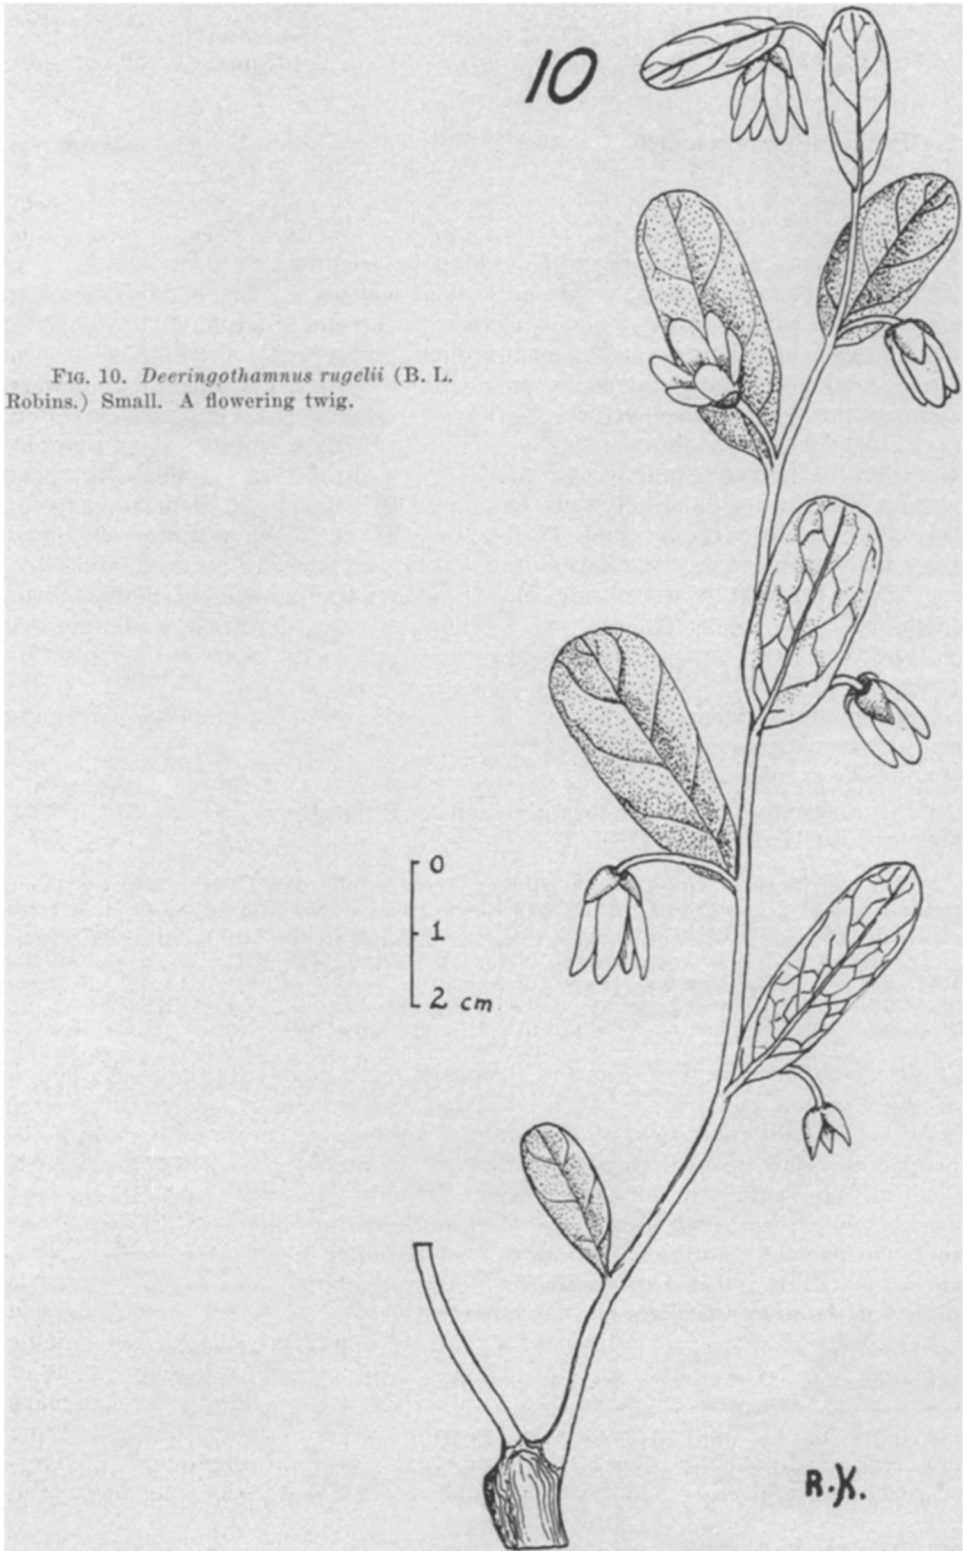 10
FIG. 10. Deeringothamnus rugelii (B. L.
Robins.) Small. A flowering twig.
0
1
2 cm
R.K.